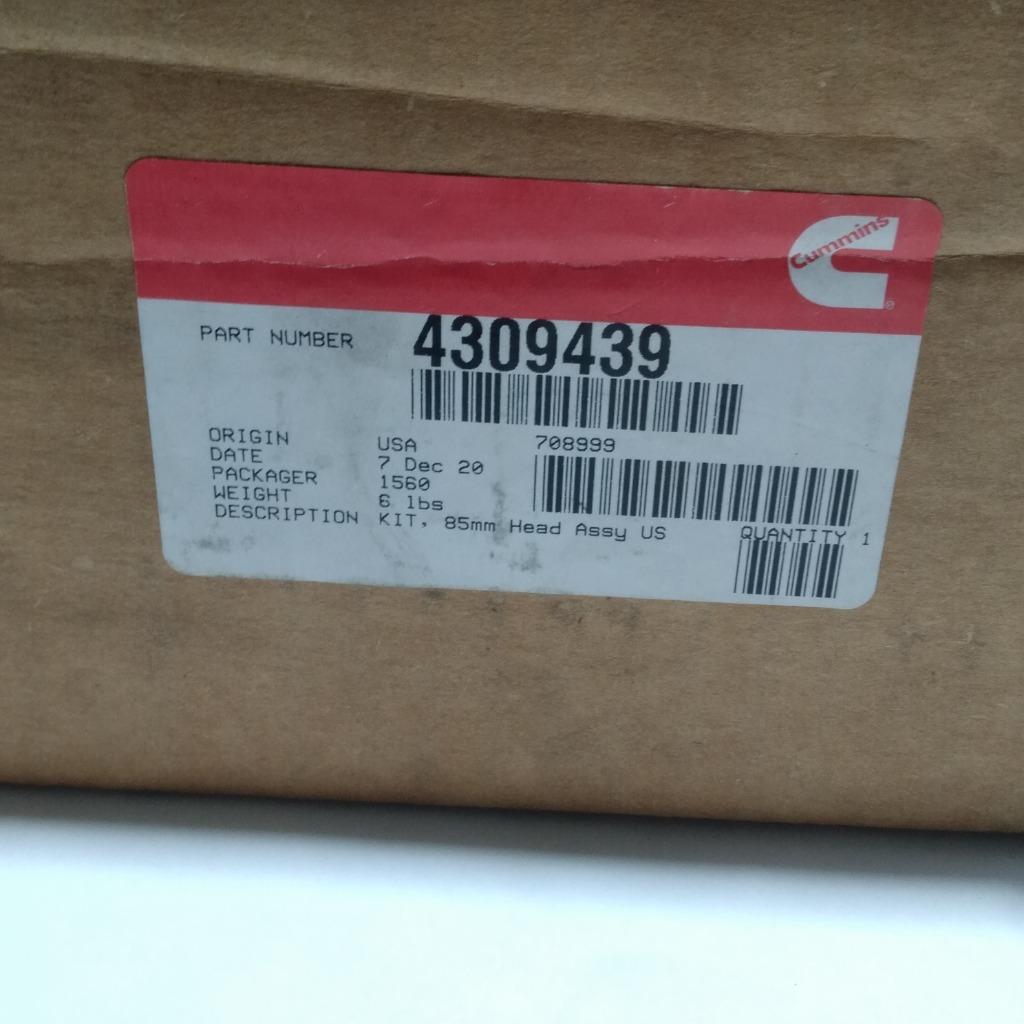 Cummins
®
PART NUMBER 4309439
ORIGIN USA 708999
DATE 7 Dec 20
PACKAGER 1560
WEIGHT 6 lbs
DESCRIPTION KIT, 85mm Head Assy US
QUANTITY 1